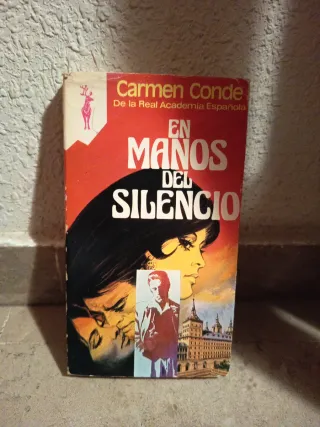 Carmen Conde
De la Real Academia Española
EN
MANOS
DEL
SILENCIO